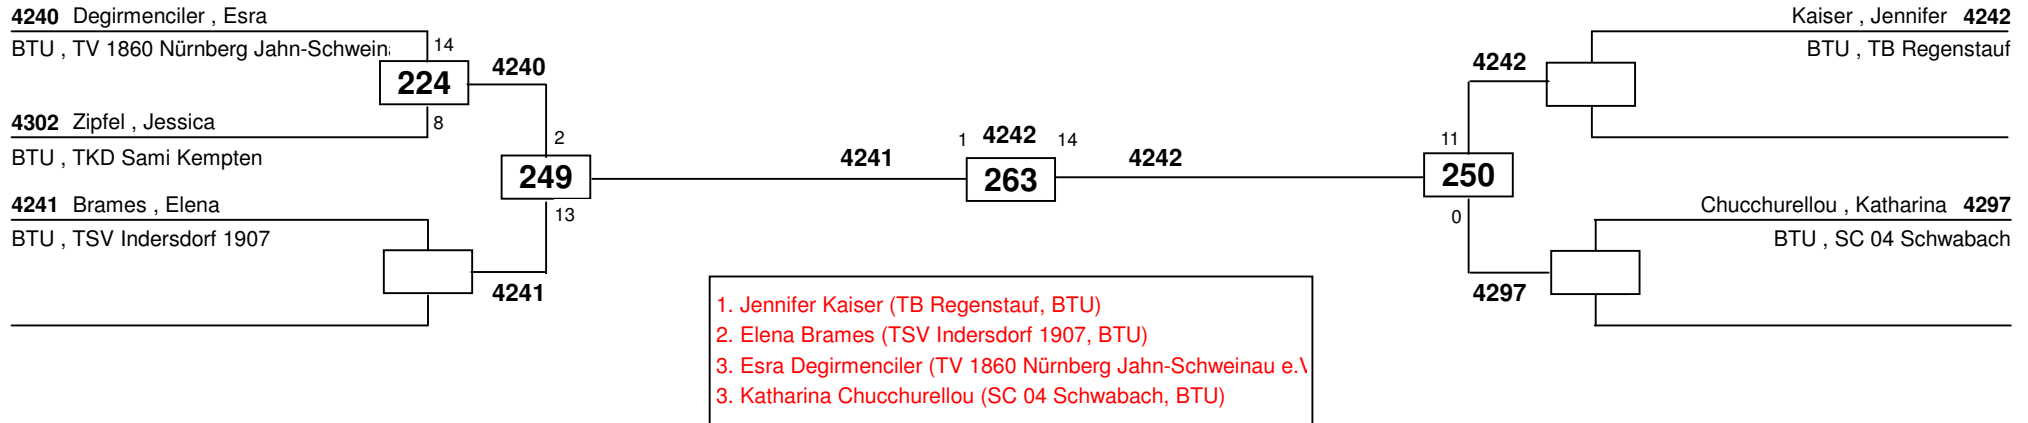 4240 Degirmenciler , Esra
BTU , TV 1860 Nürnberg Jahn-Schwein
14
224
4240
8
4302 Zipfel , Jessica
BTU , TKD Sami Kempten
2
249
13
4241 Brames , Elena
BTU , TSV Indersdorf 1907
4241
4241
1 4242 14
263
4242
Kaiser , Jennifer 4242
BTU , TB Regenstauf
4242
11
250
0
Chucchurellou , Katharina 4297
BTU , SC 04 Schwabach
4297
1. Jennifer Kaiser (TB Regenstauf, BTU)
2. Elena Brames (TSV Indersdorf 1907, BTU)
3. Esra Degirmenciler (TV 1860 Nürnberg Jahn-Schweinau e.
3. Katharina Chucchurellou (SC 04 Schwabach, BTU)